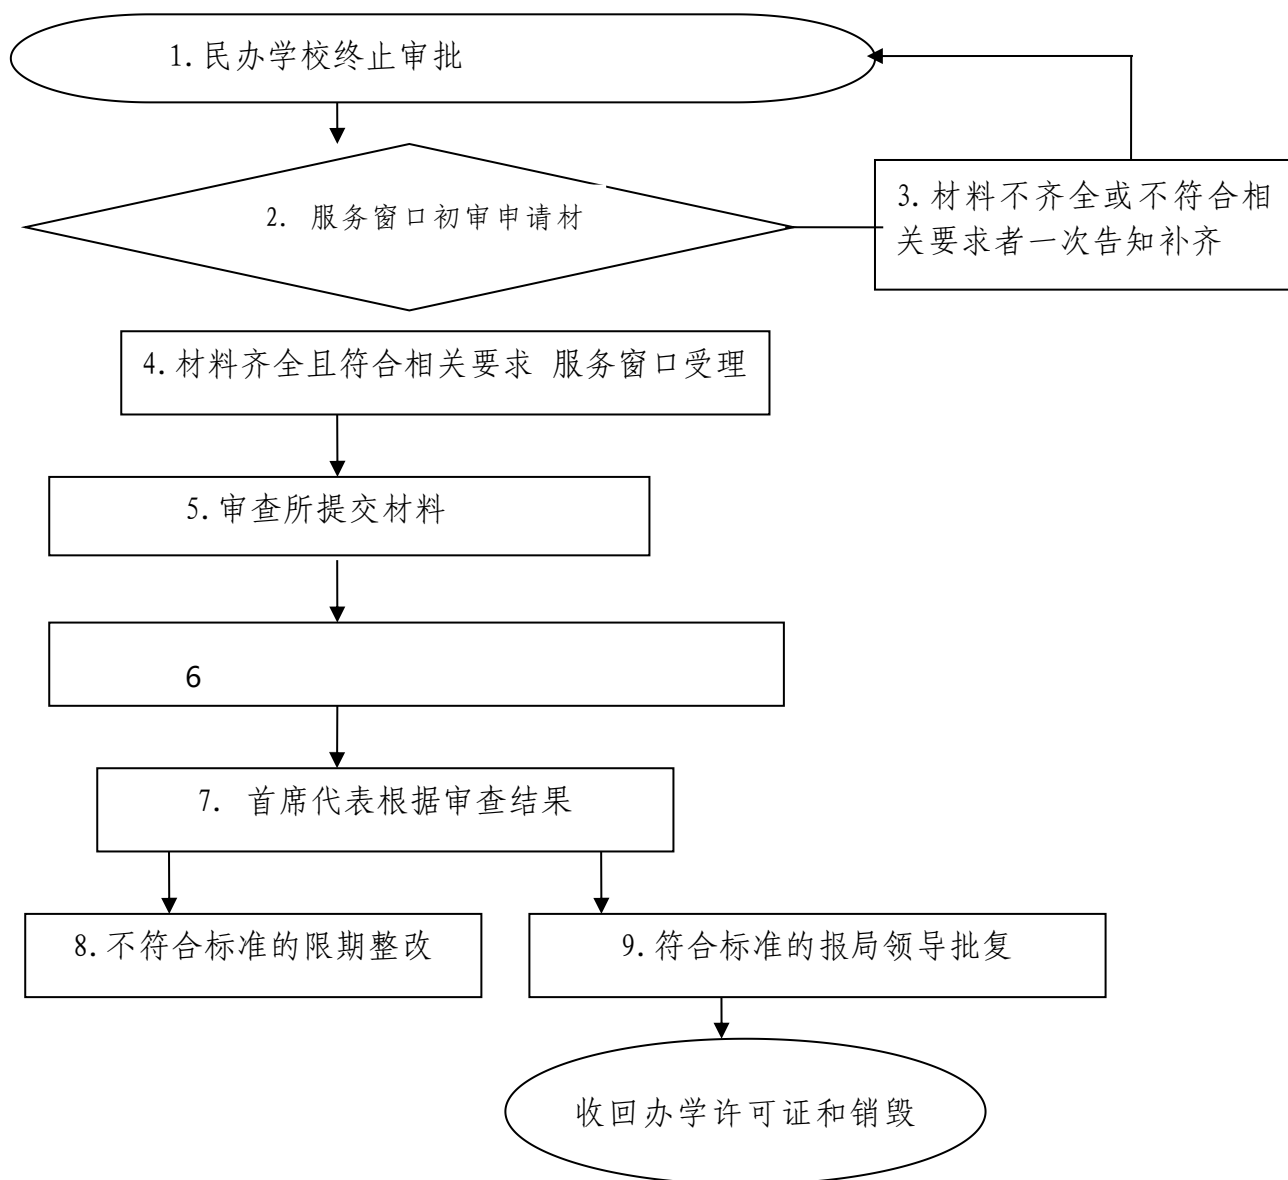 1.民办学校终止审批
2. 服务窗口初审申请材
3.材料不齐全或不符合相
关要求者一次告知补齐
4.材料齐全且符合相关要求 服务窗口受理
5.审查所提交材料
6
7. 首席代表根据审查结果
8.不符合标准的限期整改
9.符合标准的报局领导批复
收回办学许可证和销毁